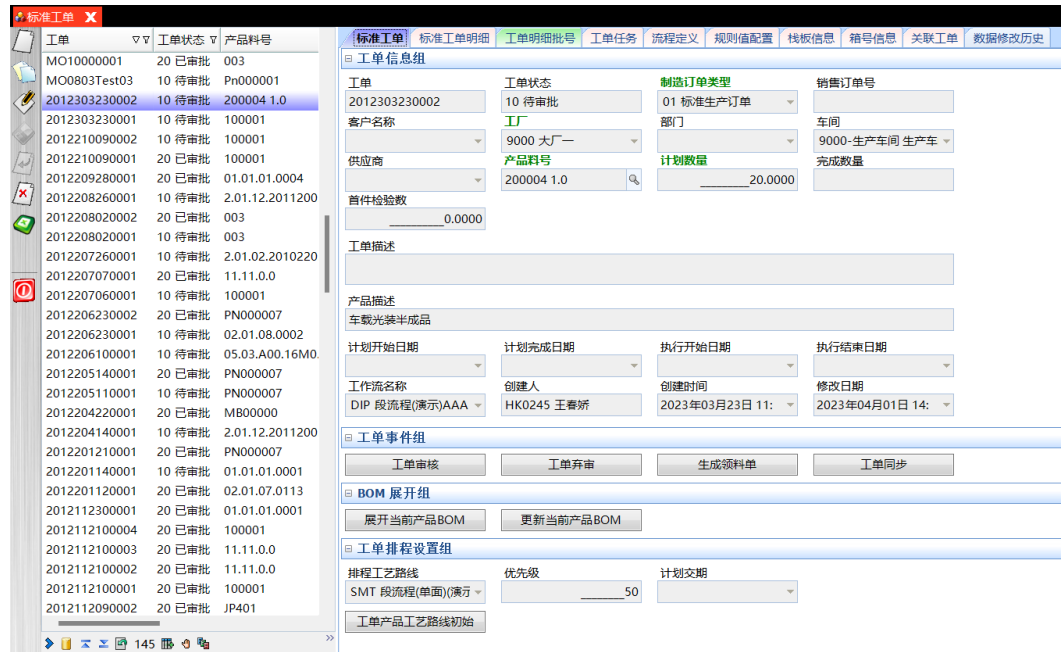 标准工单 X
工单 工单状态 产品料号
MO10000001 20 已审批 003
MO0803Test03 10 待审批 Pn000001
2012303230002 10 待审批 200004 1.0
2012303230001 10 待审批 100001
2012210090002 10 待审批 100001
2012210090001 20 已审批 100001
2012209280001 20 已审批 01.01.01.0004
2012208260001 10 待审批 2.01.12.2011200
2012208020002 20 已审批 003
2012208020001 10 待审批 003
2012207260001 10 待审批 2.01.02.2010220
2012207070001 20 已审批 11.11.0.0
2012207060001 10 待审批 100001
2012206230002 20 已审批 PN000007
2012206230001 10 待审批 02.01.08.0002
2012206100001 10 待审批 05.03.A00.16M0.
2012205140001 20 已审批 PN000007
2012205110001 10 待审批 PN000007
2012204220001 20 已审批 MB00000
2012204140001 10 待审批 2.01.12.2011200
2012201210001 20 已审批 PN000007
2012201140001 10 待审批 01.01.01.0001
2012201120001 20 已审批 02.01.07.0113
2012112300001 20 已审批 01.01.01.0001
2012112100004 20 已审批 100001
2012112100003 20 已审批 11.11.0.0
2012112100002 20 已审批 11.11.0.0
2012112100001 20 已审批 100001
2012112090002 20 已审批 JP401
145
标准工单 标准工单明细 工单明细批号 工单任务 流程定义 规则值配置 栈板信息 箱号信息 关联工单 数据修改历史
工单信息组
工单 工单状态 制造订单类型 销售订单号
2012303230002 10 待审批 01 标准生产订单
客户名称 工厂 部门 车间
9000 大厂一 9000-生产车间 生产车
供应商 产品料号 计划数量 完成数量
200004 1.0 _________20.0000
首件检验数
__________0.0000
工单描述
产品描述
车载光装半成品
计划开始日期 计划完成日期 执行开始日期 执行结束日期
工作流名称 创建人 创建时间 修改日期
DIP 段流程(演示)AAA HK0245 王春娇 2023年03月23日 11: 2023年04月01日 14:
工单事件组
工单审核 工单弃审 生成领料单 工单同步
BOM 展开组
展开当前产品BOM 更新当前产品BOM
工单排程设置组
排程工艺路线 优先级 计划交期
SMT 段流程(单面)(演示 ________50
工单产品工艺路线初始